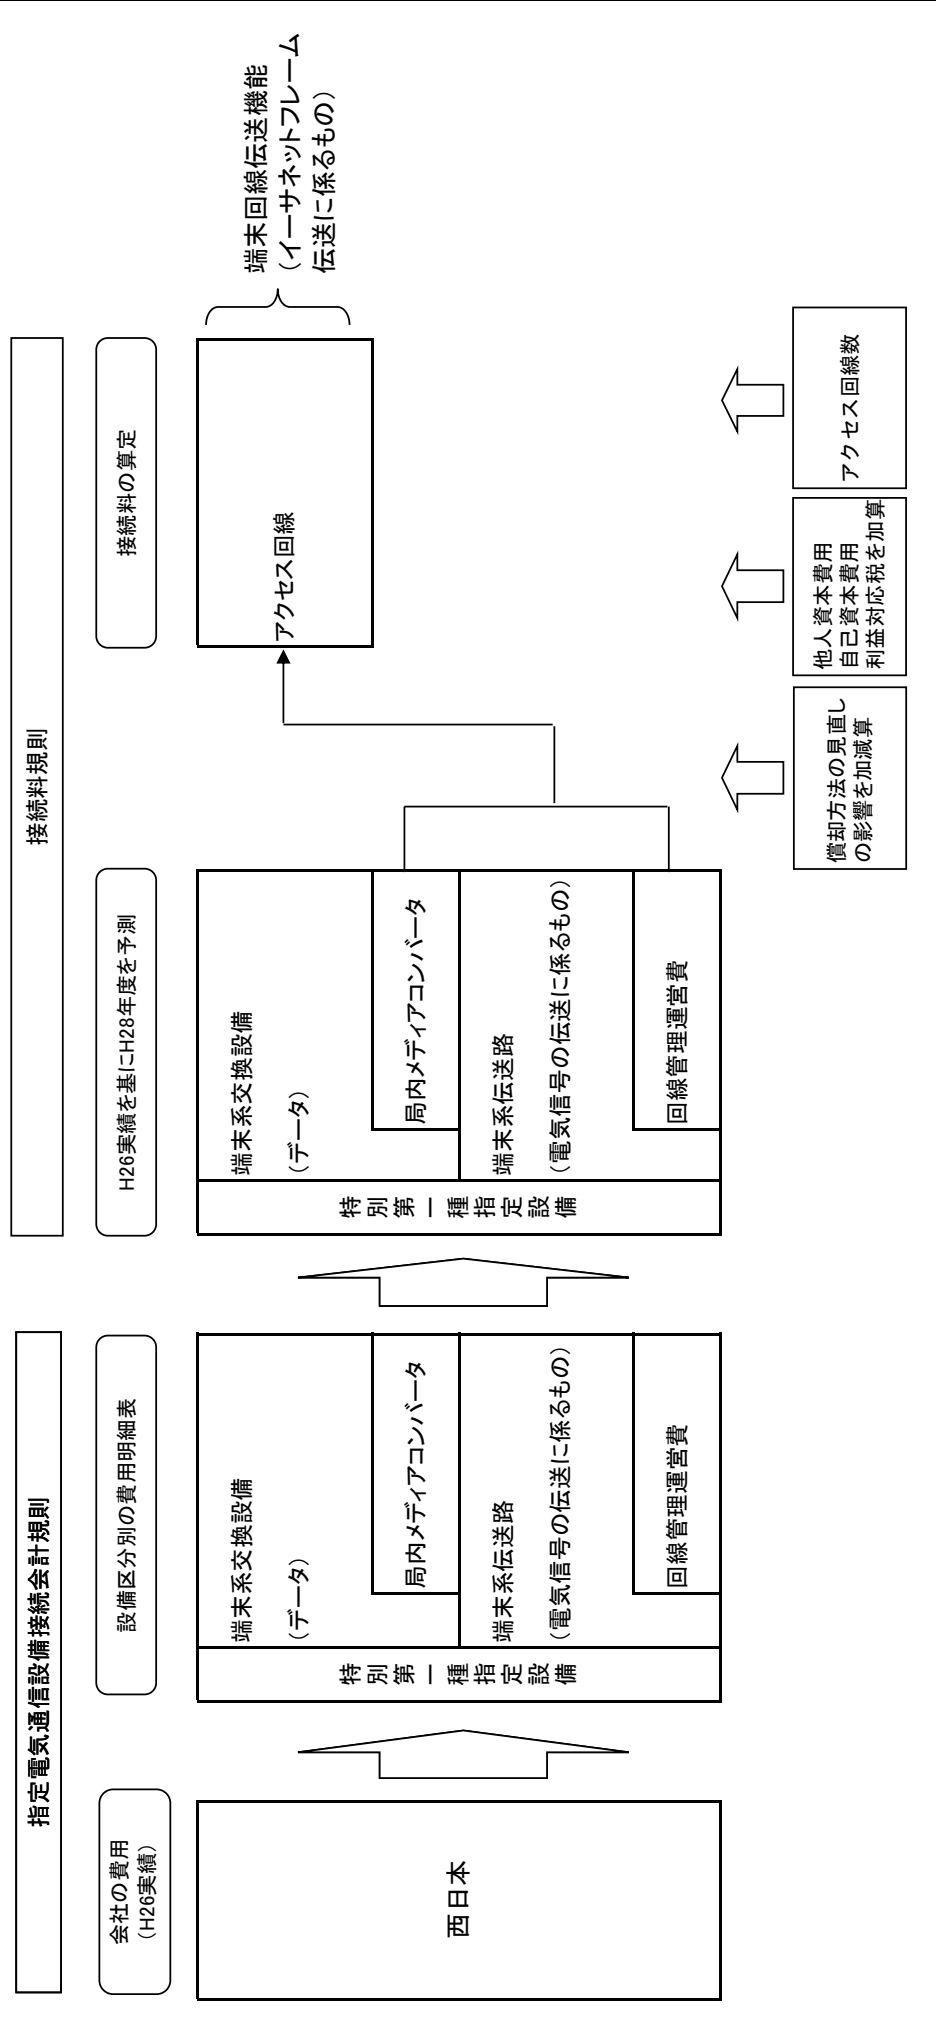 指定電気通信設備接続会計規則
接続料規則
会社の費用
(H26実績)
設備区分別の費用明細表
H26実績を基にH28年度を予測
接続料の算定
西日本
特別第一種指定設備
端末系交換設備
(データ)
局内メディアコンバータ
端末系伝送路
(電気信号の伝送に係るもの)
回線管理運営費
特別第一種指定設備
端末系交換設備
(データ)
局内メディアコンバータ
端末系伝送路
(電気信号の伝送に係るもの)
回線管理運営費
アクセス回線
端末回線伝送機能
(イーサネットフレーム
伝送に係るもの)
償却方法の見直し
の影響を加減算
他人資本費用
自己資本費用
利益対応税を加算
アクセス回線数